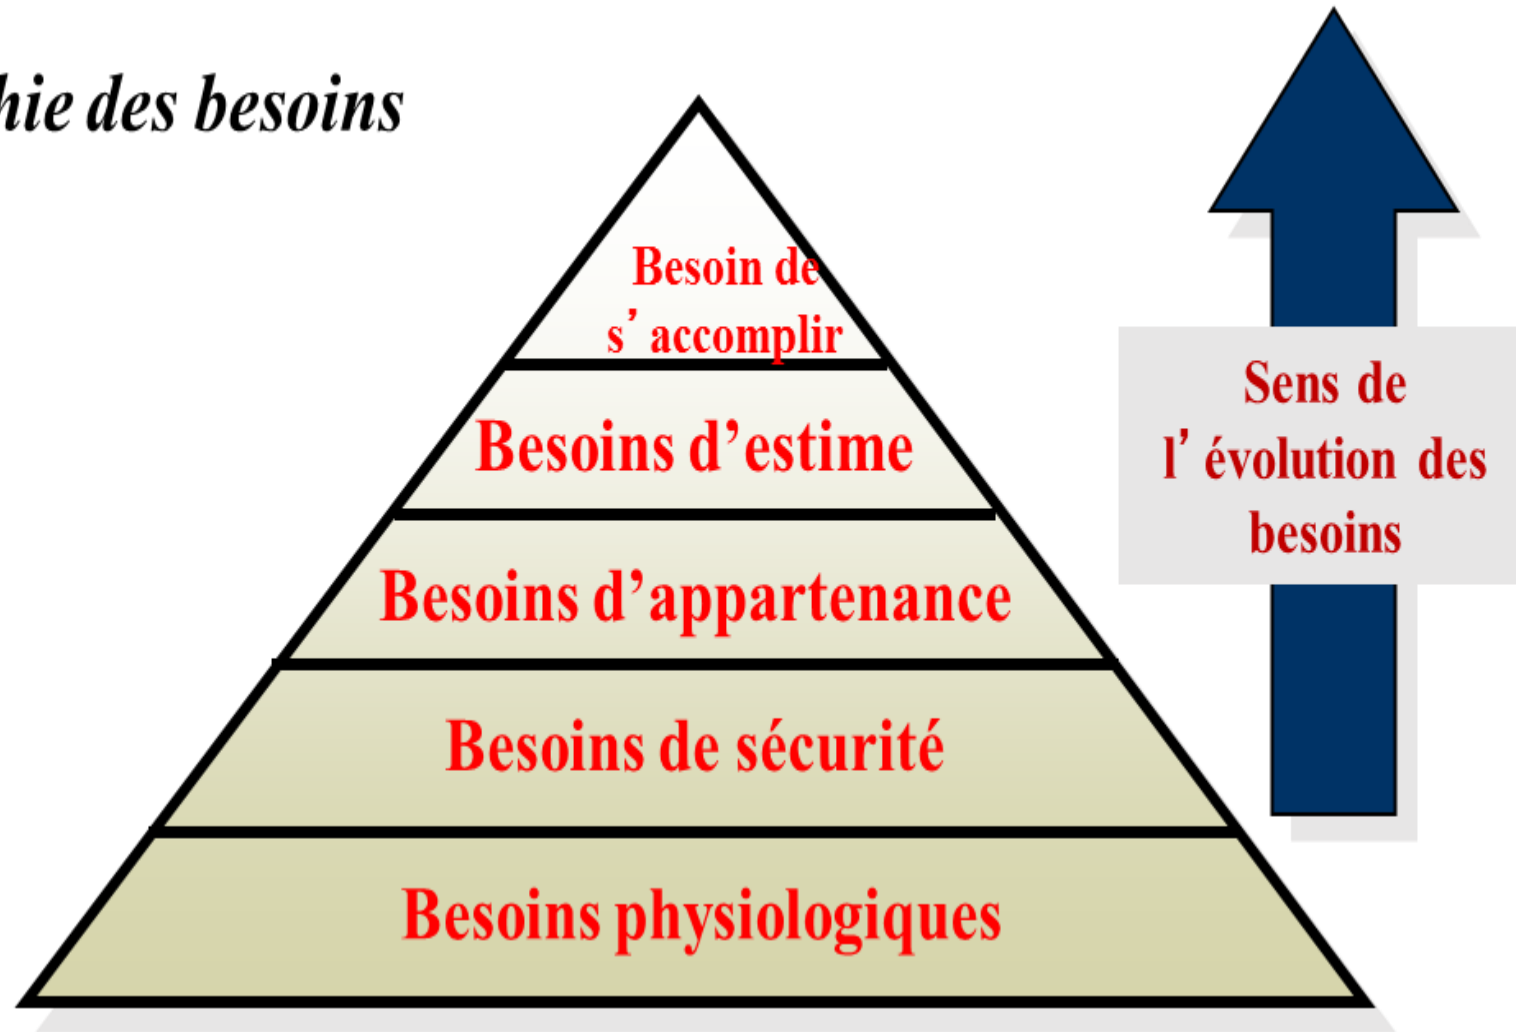 hie des besoins
Besoin de
s’ accomplir
Besoins d’estime
Besoins d’appartenance
Besoins de sécurité
Besoins physiologiques
Sens de
l’ évolution des
besoins